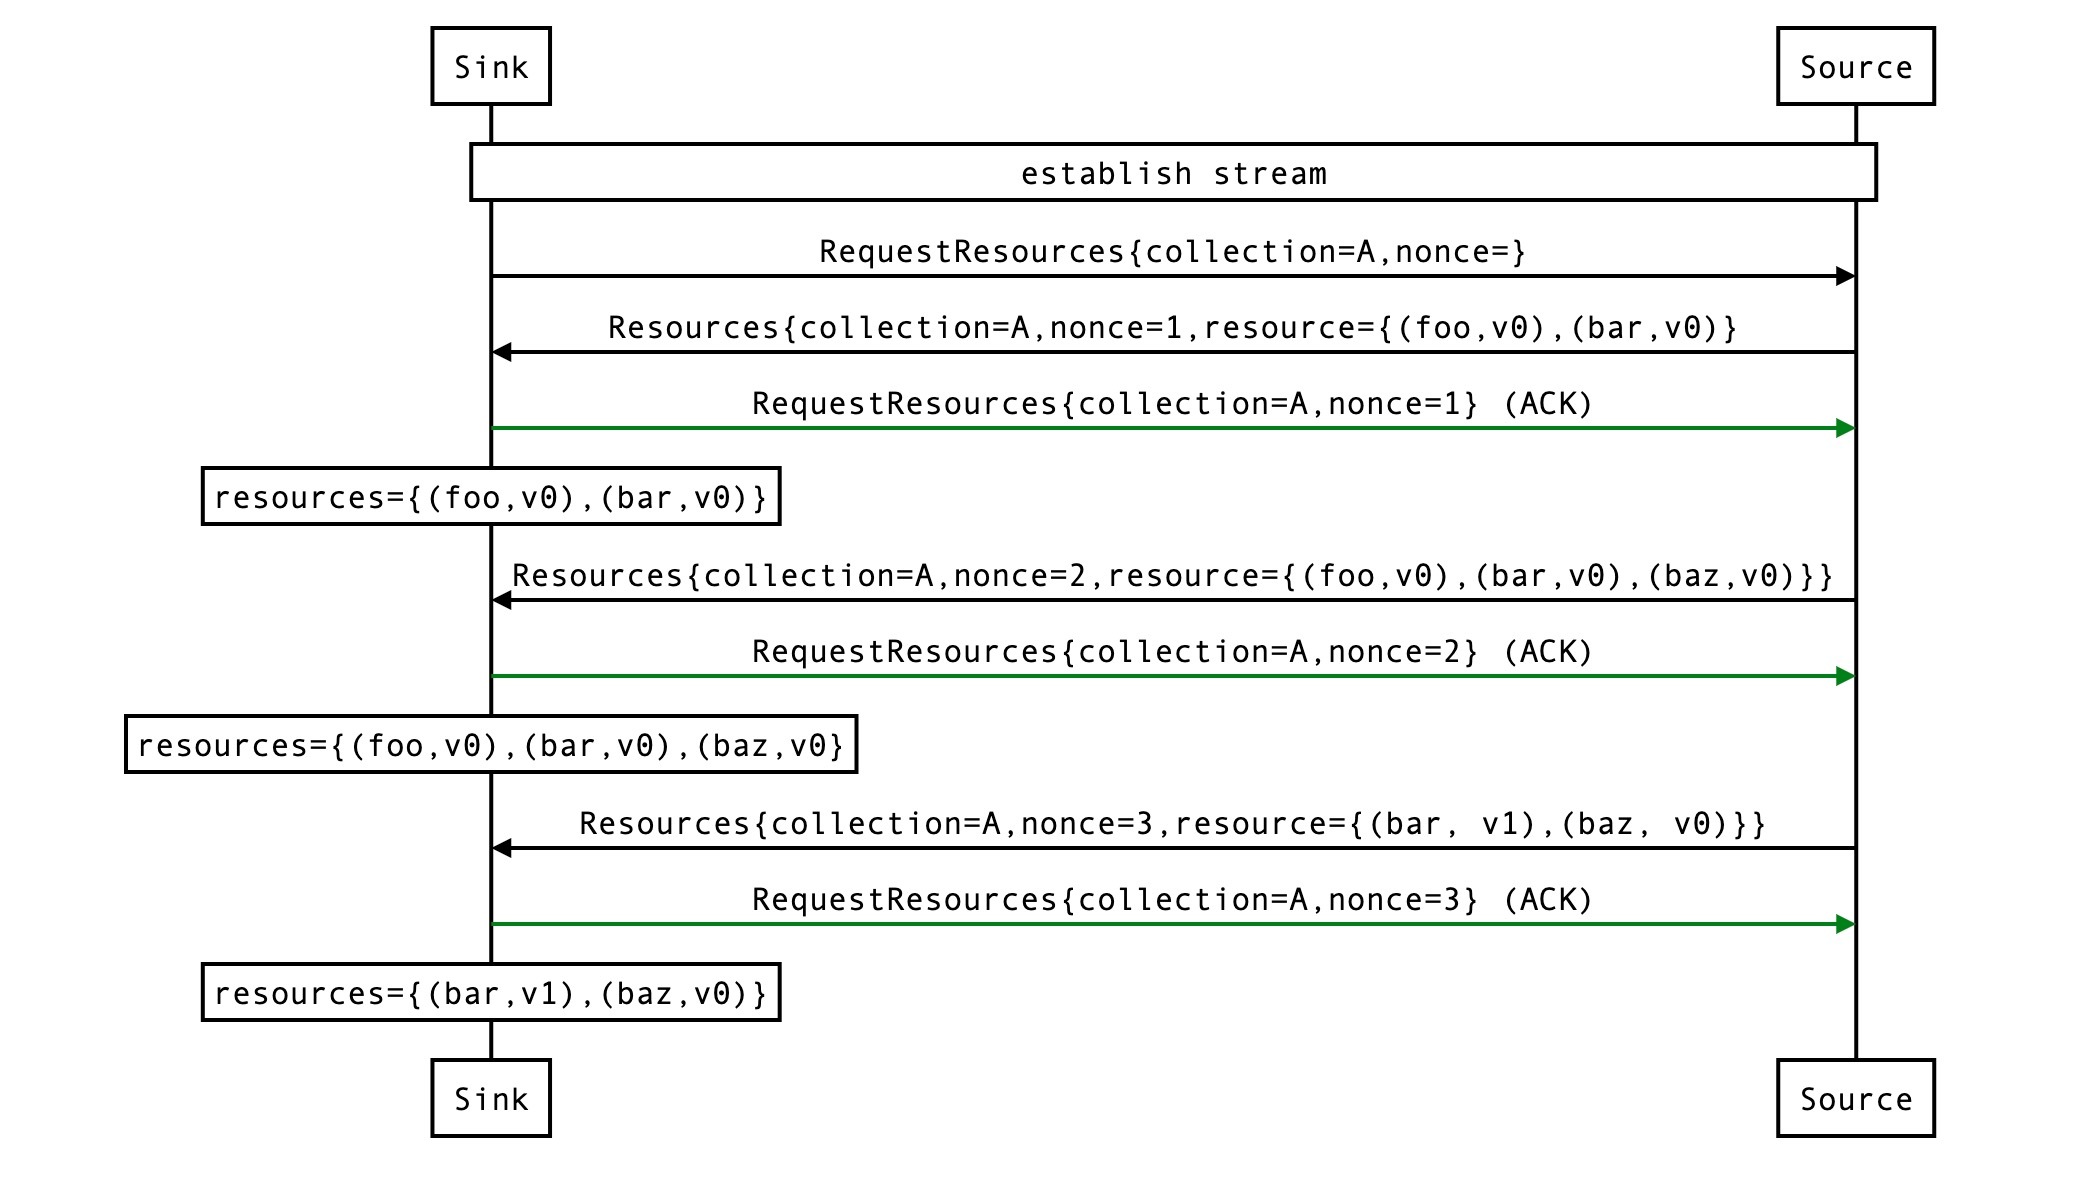 Sink
Source
establish stream
RequestResources{collection=A,nonce=}
Resources{collection=A,nonce=1,resource={(foo,v0),(bar,v0)}
RequestResources{collection=A,nonce=1} (ACK)
resources={(foo,v0),(bar,v0)}
Resources{collection=A,nonce=2,resource={(foo,v0),(bar,v0),(baz,v0)}}
RequestResources{collection=A,nonce=2} (ACK)
resources={(foo,v0),(bar,v0),(baz,v0}
Resources{collection=A,nonce=3,resource={(bar, v1),(baz, v0)}}
RequestResources{collection=A,nonce=3} (ACK)
resources={(bar,v1),(baz,v0)}
Sink
Source